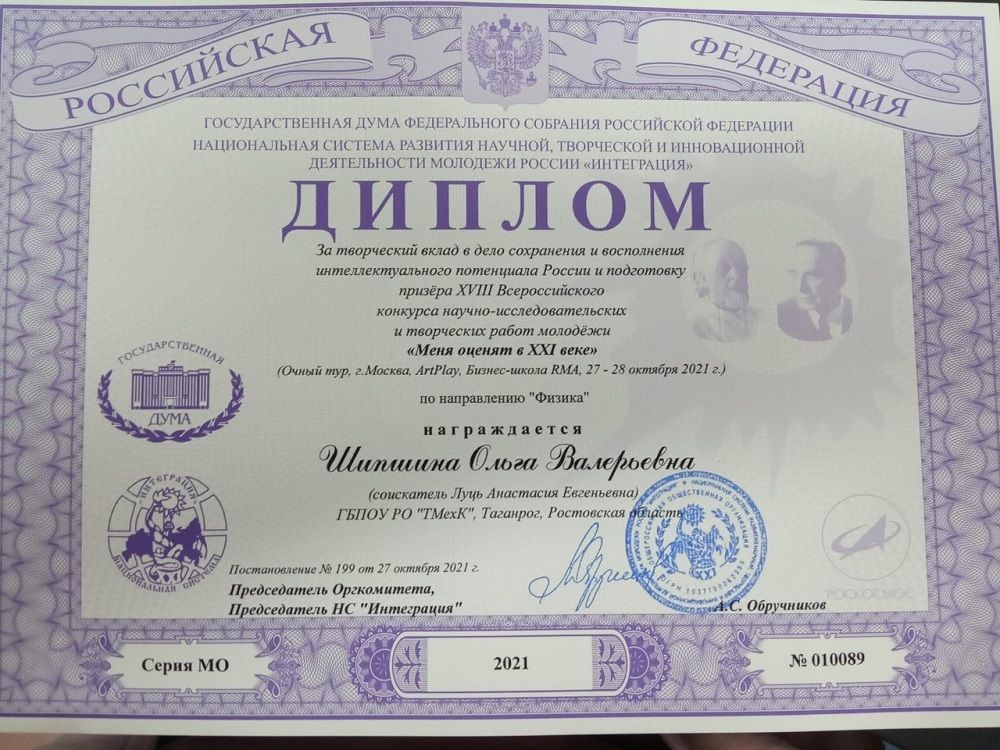 РОССИЙСКАЯ ФЕДЕРАЦИЯ
ГОСУДАРСТВЕННАЯ ДУМА ФЕДЕРАЛЬНОГО СОБРАНИЯ РОССИЙСКОЙ ФЕДЕРАЦИИ
НАЦИОНАЛЬНАЯ СИСТЕМА РАЗВИТИЯ НАУЧНОЙ, ТВОРЧЕСКОЙ И ИННОВАЦИОННОЙ
ДЕЯТЕЛЬНОСТИ МОЛОДЕЖИ РОССИИ «ИНТЕГРАЦИЯ»
ДИПЛОМ
За творческий вклад в дело сохранения и восполнения
интеллектуального потенциала России и подготовку
призёра XVIII Всероссийского
конкурса научно-исследовательских
и творческих работ молодёжи
«Меня оценят в XXI веке»
(Очный тур, г.Москва, ArtPlay, Бизнес-школа RMA, 27 - 28 октября 2021 г.)
ГОСУДАРСТВЕННАЯ
ДУМА
по направлению "Физика"
награждается
Шипшина Ольга Валерьевна
(соискатель Луць Анастасия Евгеньевна)
ГБПОУ РО "ТМехК", Таганрог, Ростовская область
"ИНТЕГРАЦИЯ"
НАЦИОНАЛЬНАЯ СИСТЕМА
XXI
РОСКОСМОС
Постановление № 199 от 27 октября 2021 г.
Председатель Оргкомитета,
Председатель НС "Интеграция"
А.С. Обручников
Серия МО
2021
№ 010089